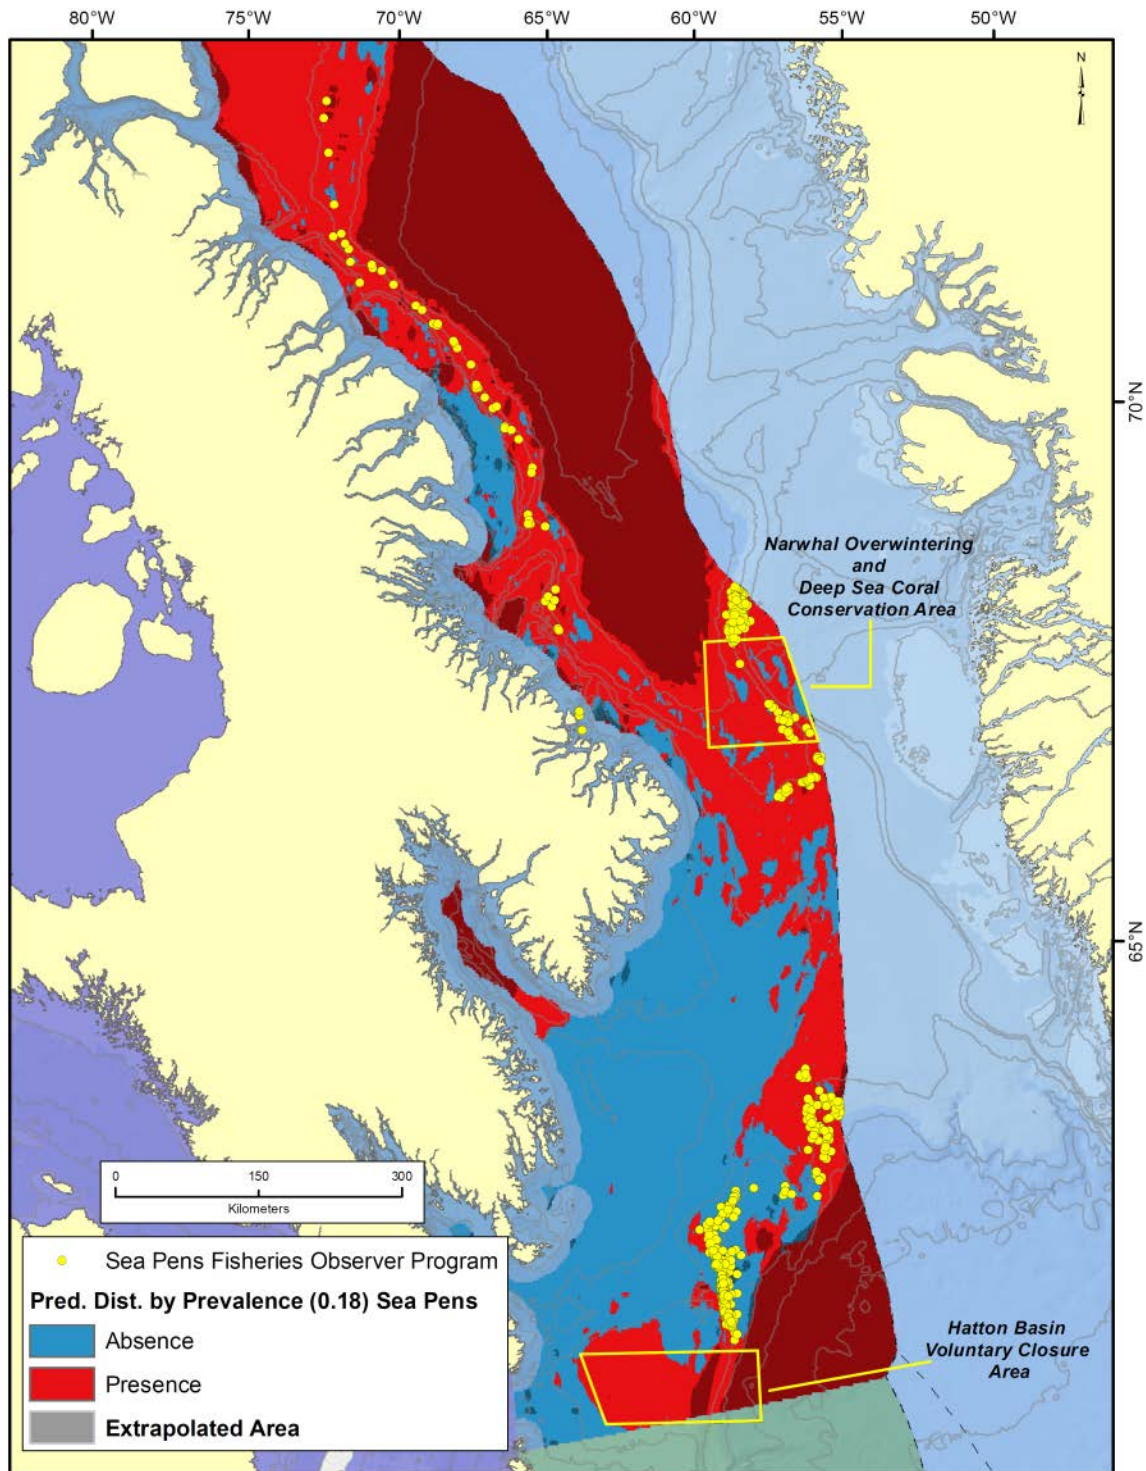 80°W 75°W 70°W 65°W 60°W 55°W 50°W
N
70°N
Narwhal Overwintering
and
Deep Sea Coral
Conservation Area
65°N
0 150 300
Kilometers
Sea Pens Fisheries Observer Program
Pred. Dist. by Prevalence (0.18) Sea Pens
Absence
Presence
Extrapolated Area
Hatton Basin
Voluntary Closure
Area